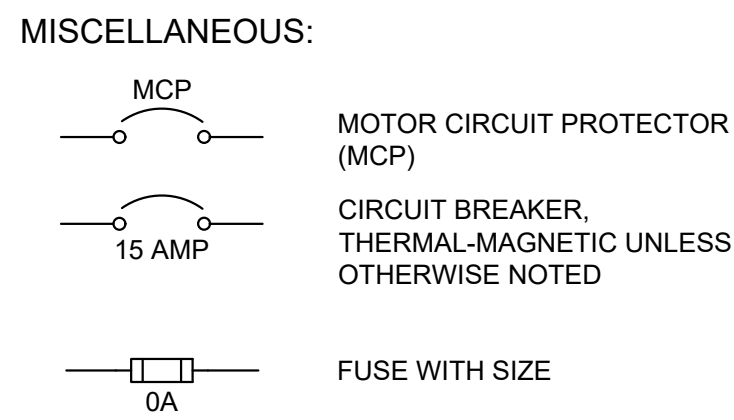 MISCELLANEOUS:
MCP
MOTOR CIRCUIT PROTECTOR
(MCP)
15 AMP
CIRCUIT BREAKER,
THERMAL-MAGNETIC UNLESS
OTHERWISE NOTED
0A
FUSE WITH SIZE